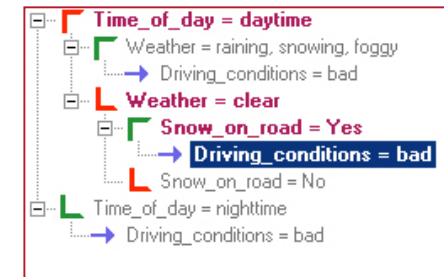 Time_of_day = daytime
Weather = raining, snowing, foggy
Driving_conditions = bad
Weather = clear
Snow_on_road = Yes
Driving_conditions = bad
Snow_on_road = No
Time_of_day = nighttime
Driving_conditions = bad